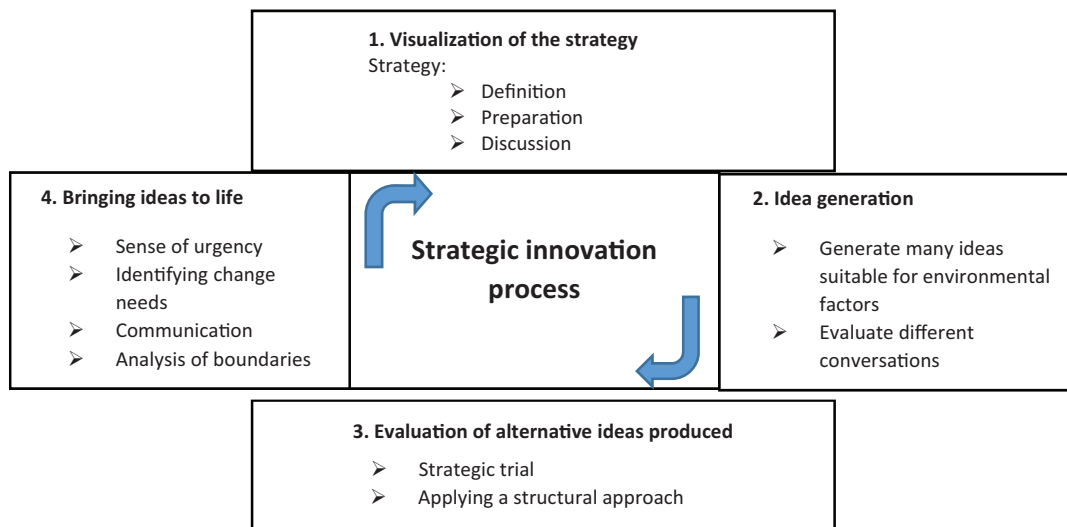 1. Visualization of the strategy
Strategy:
➢ Definition
➢ Preparation
➢ Discussion
4. Bringing ideas to life
➢ Sense of urgency
➢ Identifying change
needs
➢ Communication
➢ Analysis of boundaries
Strategic innovation
process
2. Idea generation
➢ Generate many ideas
suitable for environmental
factors
➢ Evaluate different
conversations
3. Evaluation of alternative ideas produced
➢ Strategic trial
➢ Applying a structural approach